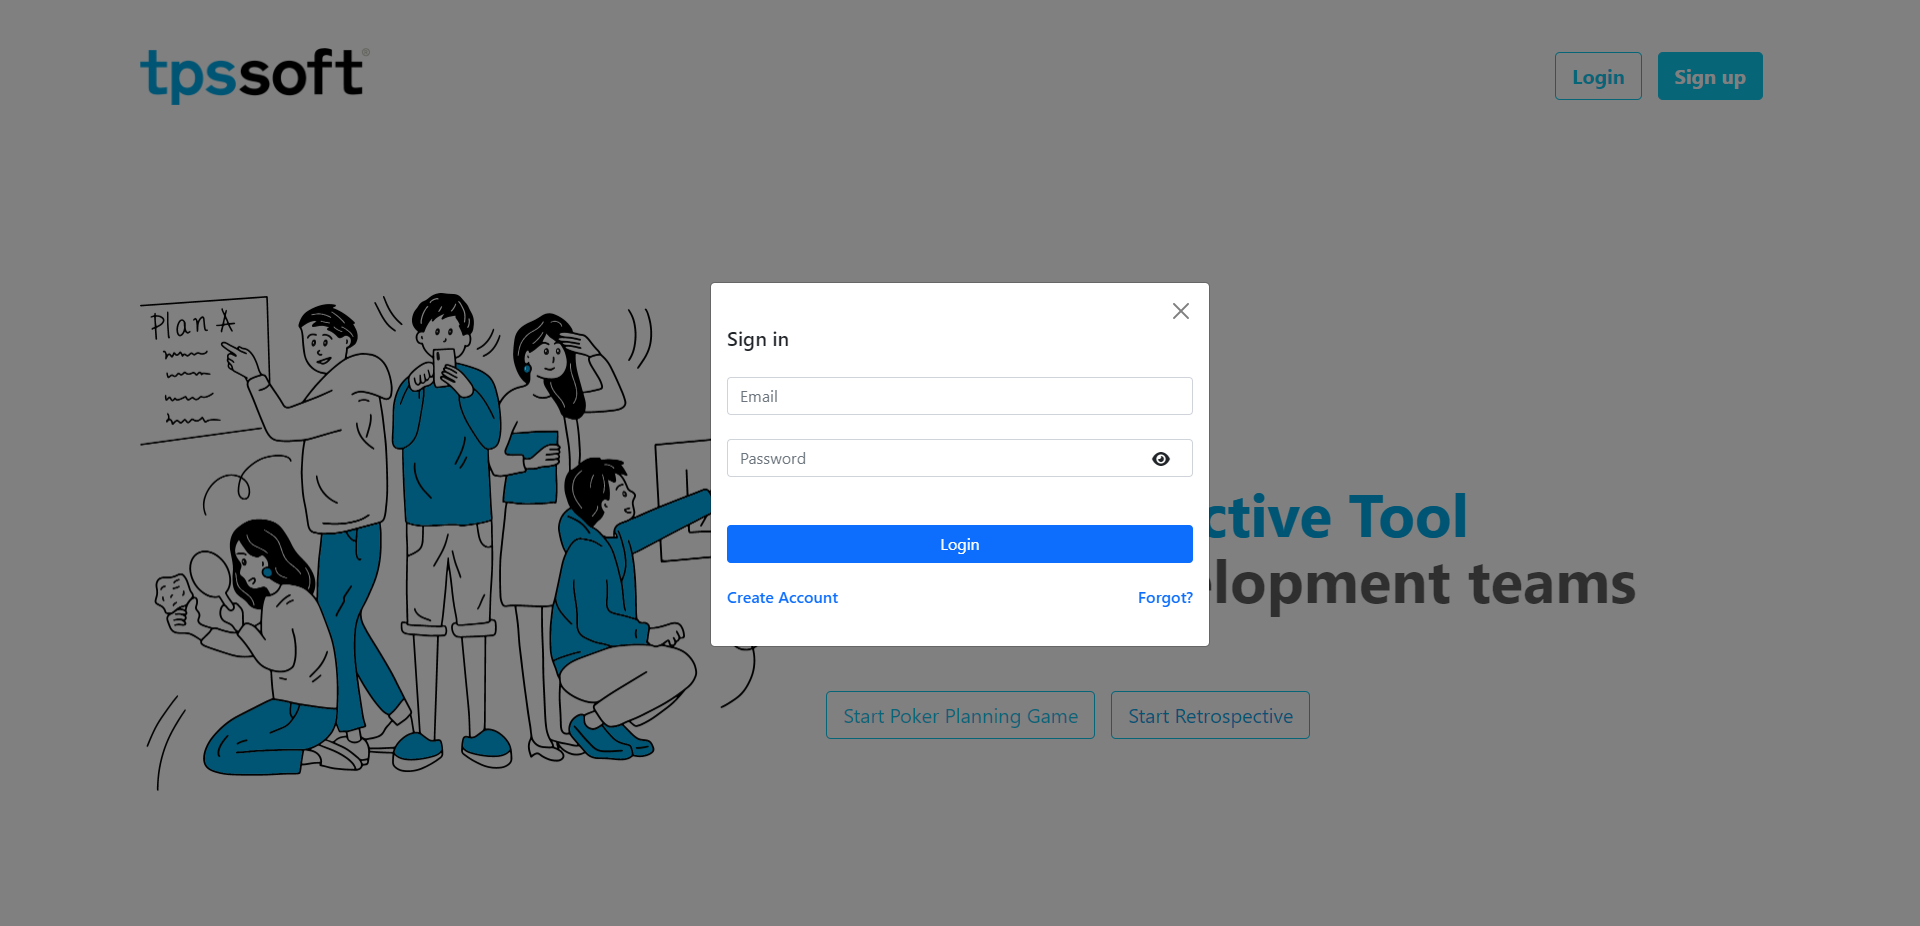 tpssoft®
Login
Sign up
Plan A
Sign in
Email
Password
Login
Create Account
Forgot?
ctive Tool
lopment teams
Start Poker Planning Game
Start Retrospective